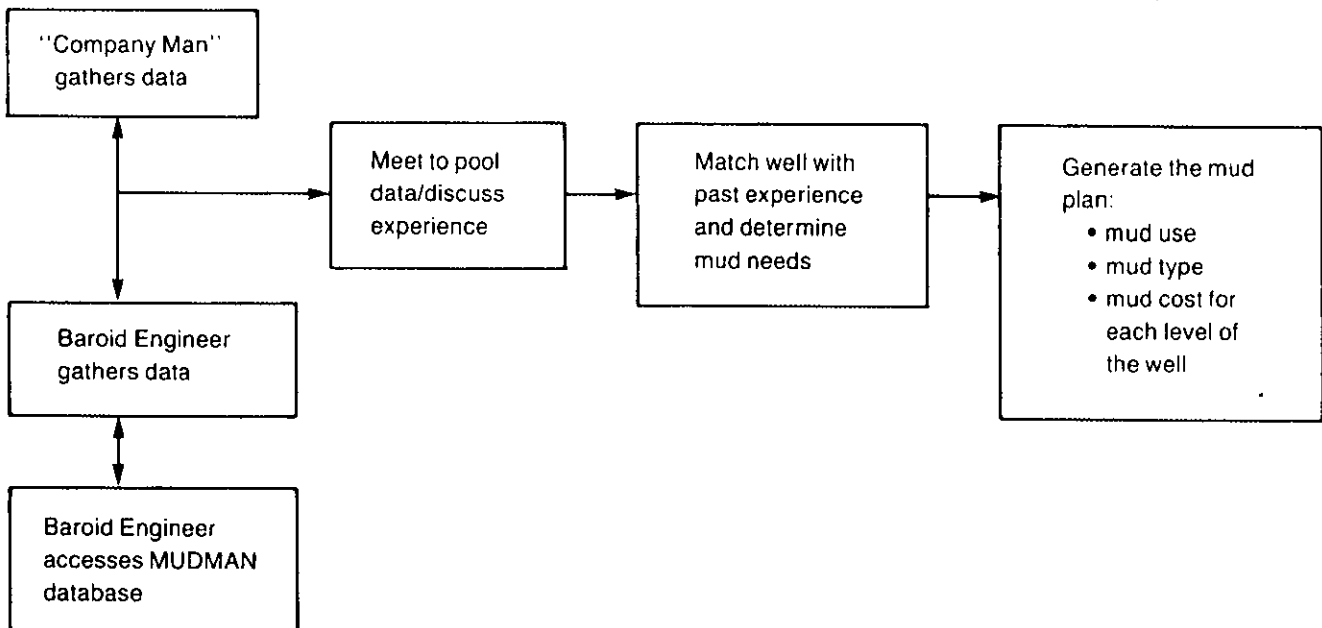 ''Company Man''
gathers data
Meet to pool
data/discuss
experience
Match well with
past experience
and determine
mud needs
Generate the mud
plan:
• mud use
• mud type
• mud cost for
each level of
the well
Baroid Engineer
gathers data
Baroid Engineer
accesses MUDMAN
database